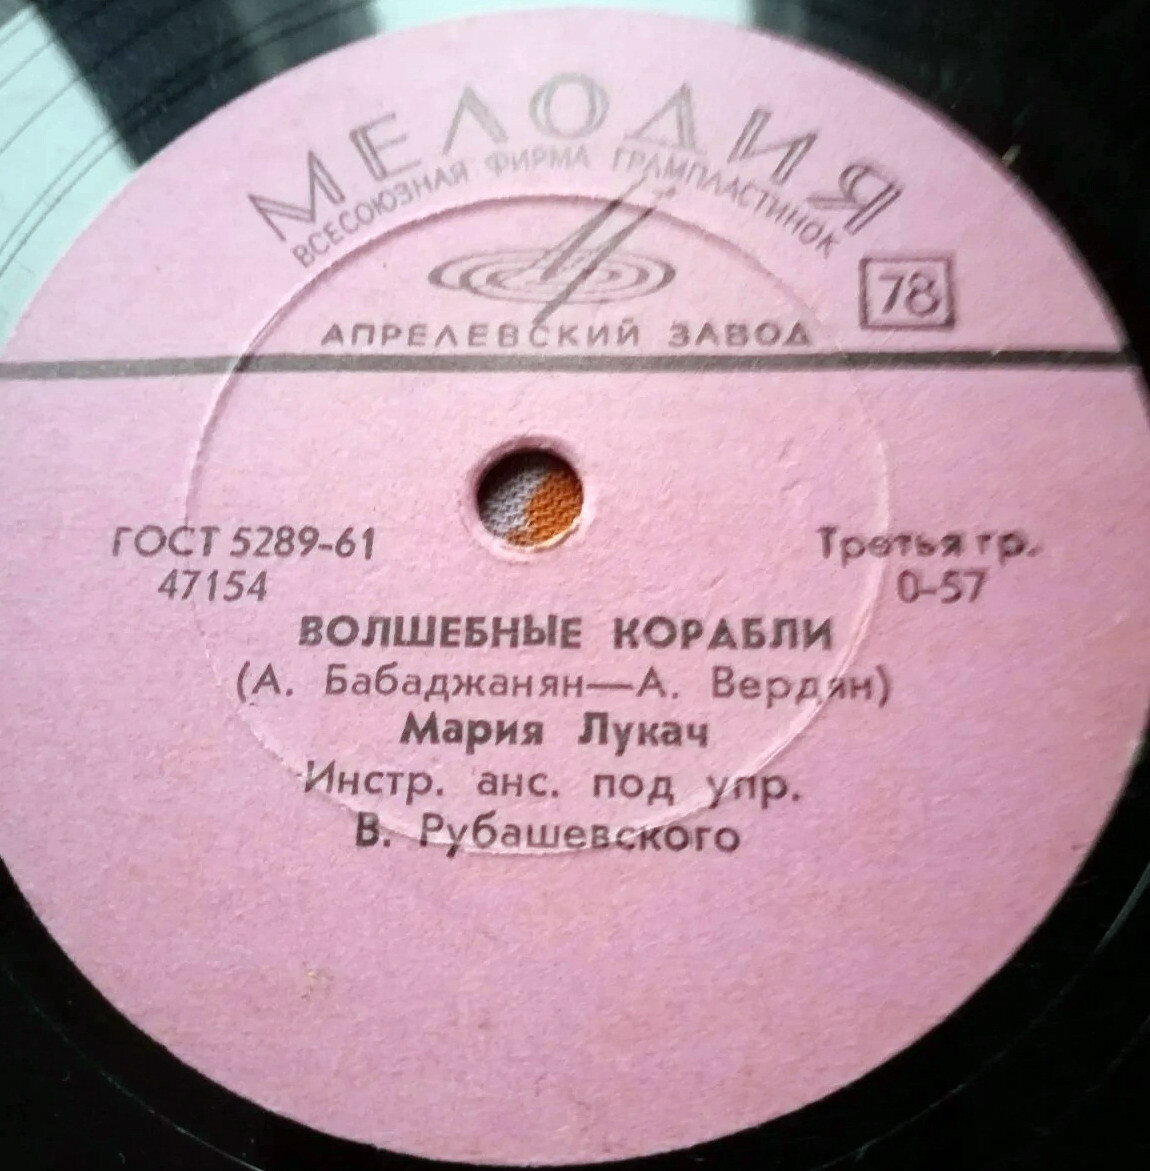 МЕЛОДИЯ
ВСЕСОЮЗНАЯ ФИРМА ГРАМПЛАСТИНОК
78
АПРЕЛЕВСКИЙ ЗАВОД
ГОСТ 5289-61
Третья гр.
47154
0-57
ВОЛШЕБНЫЕ КОРАБЛИ
(А. Бабаджанян—А. Вердян)
Мария Лукач
Инстр. анс. под упр.
В. Рубашевского